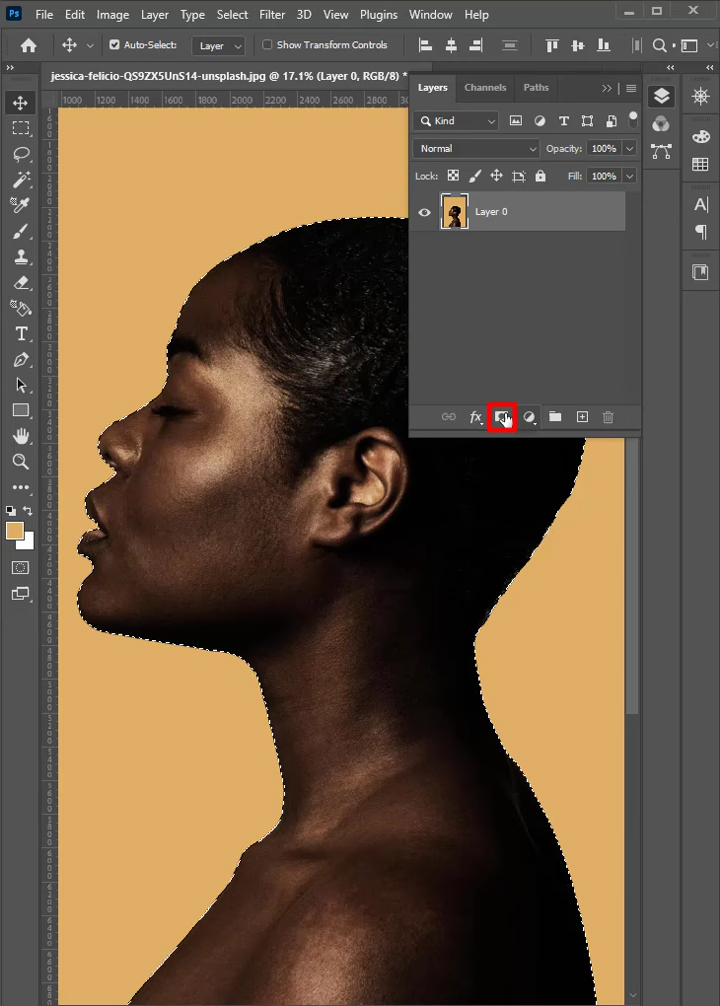 Ps File Edit Image Layer Type Select Filter 3D View Plugins Window Help
Auto-Select: Layer Show Transform Controls
jessica-felicio-QS9ZX5UnS14-unsplash.jpg @ 17.1% (Layer 0, RGB/8) *
Layers Channels Paths
1000 1200 1400 1600 1800 2000 2200 2400 2600 2800
Kind
Normal Opacity: 100%
Lock: Fill: 100%
Layer 0
fx